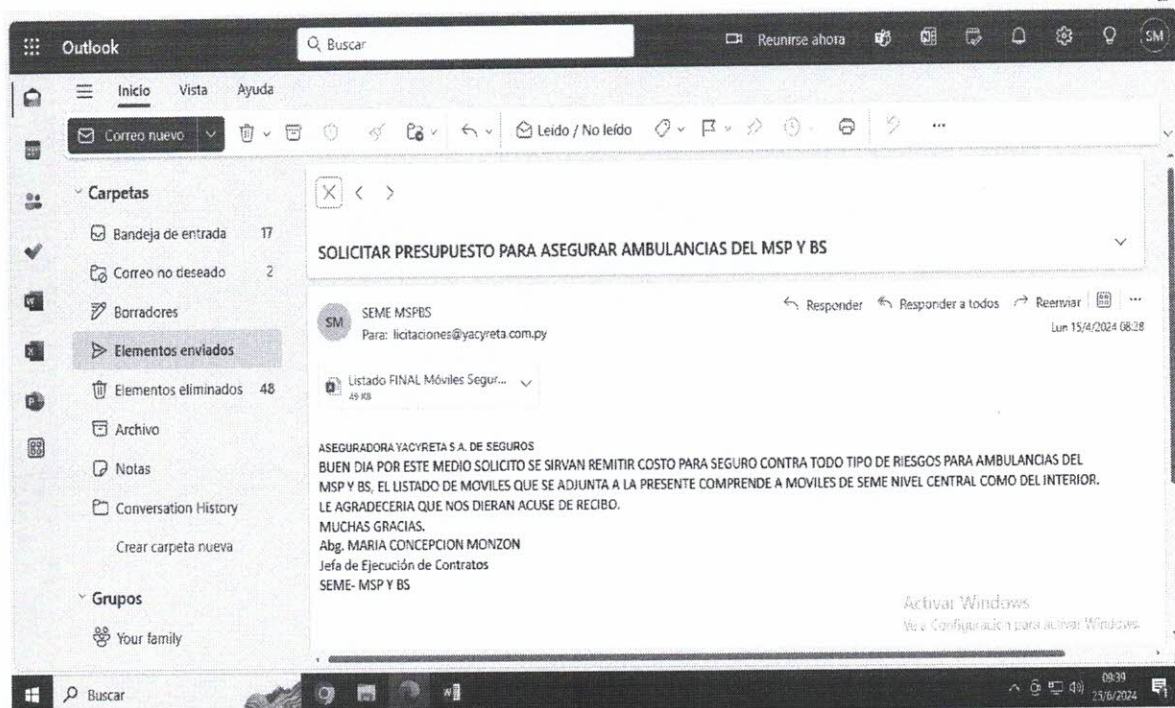 Outlook
Buscar
Reunirse ahora
SM
Inicio Vista Ayuda
Correo nuevo
Leido / No leído
Carpetas
Bandeja de entrada 17
Correo no deseado 2
Borradores
Elementos enviados
Elementos eliminados 48
Archivo
Notas
Conversation History
Crear carpeta nueva
Grupos
Your family
SOLICITAR PRESUPUESTO PARA ASEGURAR AMBULANCIAS DEL MSP Y BS
SM
SEME MSPBS
Para: licitaciones@yacyreta.com.py
Responder Responder a todos Reenviar
Lun 15/4/2024 08:28
Listado FINAL Móviles Segur...
49 KB
ASEGURADORA YACYRETA S.A. DE SEGUROS
BUEN DIA POR ESTE MEDIO SOLICITO SE SIRVAN REMITIR COSTO PARA SEGURO CONTRA TODO TIPO DE RIESGOS PARA AMBULANCIAS DEL
MSP Y BS, EL LISTADO DE MOVILES QUE SE ADJUNTA A LA PRESENTE COMPRENDE A MOVILES DE SEME NIVEL CENTRAL COMO DEL INTERIOR.
LE AGRADECERIA QUE NOS DIERAN ACUSE DE RECIBO.
MUCHAS GRACIAS.
Abg. MARIA CONCEPCION MONZON
Jefa de Ejecución de Contratos
SEME- MSP Y BS
Activar Windows
Ve a Configuración para activar Windows.
Buscar
09:39
25/6/2024